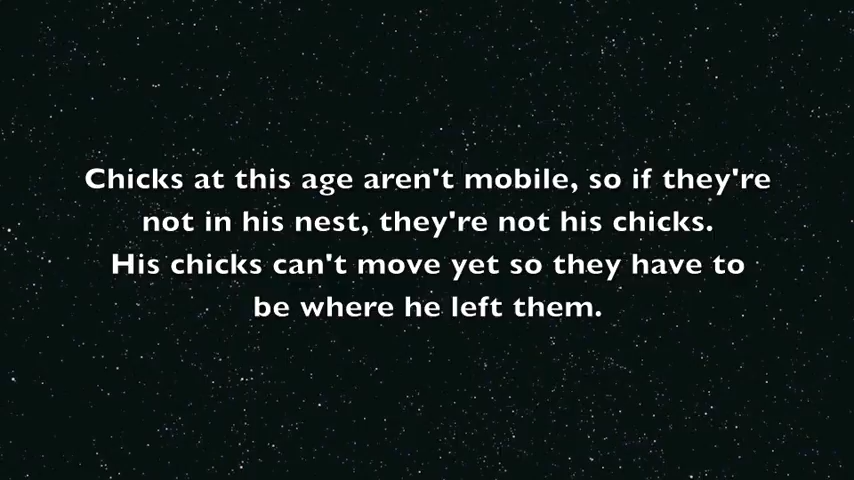 Chicks at this age aren't mobile, so if they're
not in his nest, they're not his chicks.
His chicks can't move yet so they have to
be where he left them.